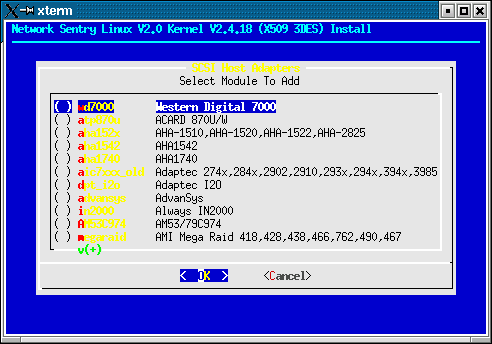 xterm
Network Sentry Linux V2.0 Kernel V2.4.18 (X509 3DES) Install
SCSI Host Adapters
Select Module To Add
( ) wd7000 Western Digital 7000
( ) atp870u ACARD 870U/W
( ) aha152x AHA-1510,AHA-1520,AHA-1522,AHA-2825
( ) aha1542 AHA1542
( ) aha1740 AHA1740
( ) aic7xxx_old Adaptec 274x,284x,2902,2910,293x,294x,394x,3985
( ) dpt_i2o Adaptec I2O
( ) advansys AdvanSys
( ) in2000 Always IN2000
( ) AM53C974 AM53/79C974
( ) megaraid AMI Mega Raid 418,428,438,466,762,490,467
v(+)
< OK > <Cancel>